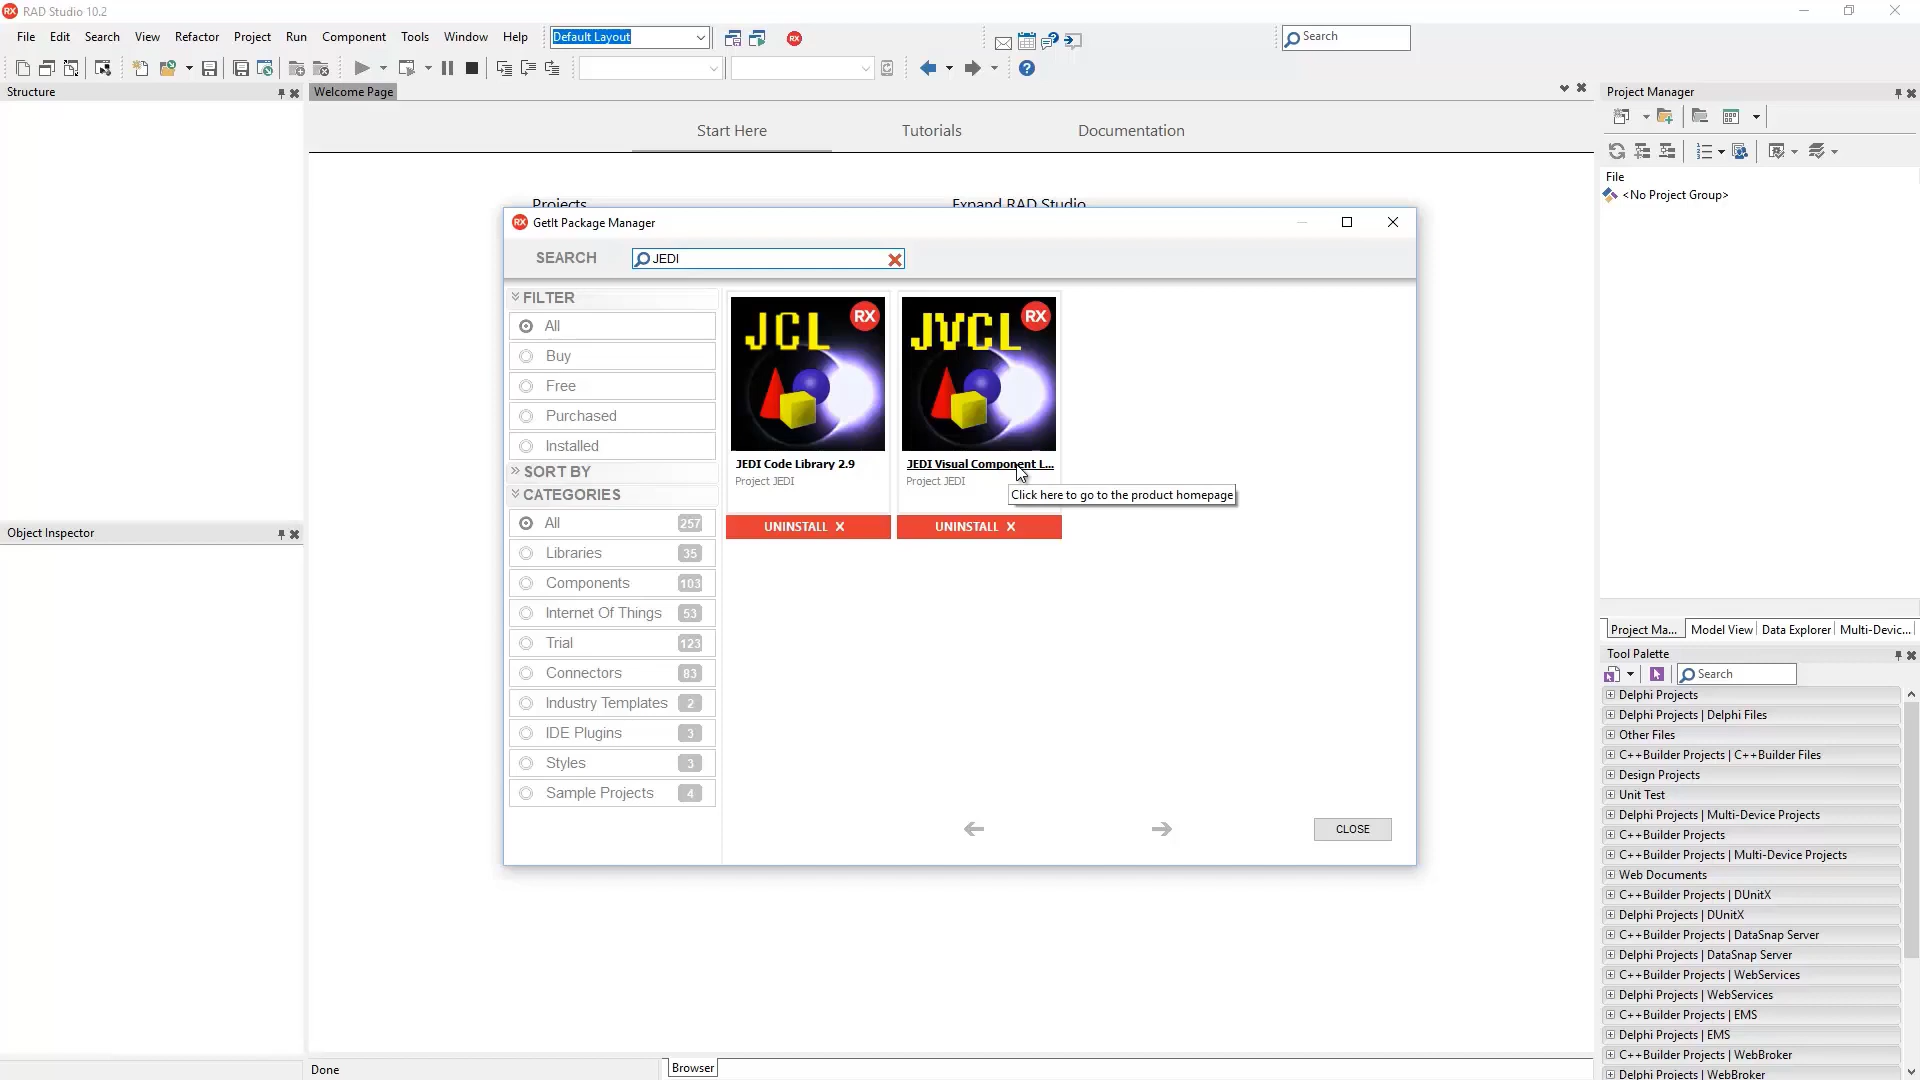 RX RAD Studio 10.2
File Edit Search View Refactor Project Run Component Tools Window Help Default Layout RX Search
Structure
Welcome Page
Project Manager
Start Here Tutorials Documentation
File
<No Project Group>
Projects Expand RAD Studio
RX GetIt Package Manager
SEARCH JEDI
FILTER
All
Buy
Free
Purchased
Installed
SORT BY
CATEGORIES
All 257
Libraries 35
Components 103
Internet Of Things 53
Trial 123
Connectors 83
Industry Templates 2
IDE Plugins 3
Styles 3
Sample Projects 4
JCL RX
JEDI Code Library 2.9
Project JEDI
UNINSTALL X
JVCL RX
JEDI Visual Component L...
Project JEDI
Click here to go to the product homepage
UNINSTALL X
CLOSE
Object Inspector
Project Ma... Model View Data Explorer Multi-Devic...
Tool Palette
Search
Delphi Projects
Delphi Projects | Delphi Files
Other Files
C++Builder Projects | C++Builder Files
Design Projects
Unit Test
Delphi Projects | Multi-Device Projects
C++Builder Projects
C++Builder Projects | Multi-Device Projects
Web Documents
C++Builder Projects | DUnitX
Delphi Projects | DUnitX
C++Builder Projects | DataSnap Server
Delphi Projects | DataSnap Server
C++Builder Projects | WebServices
Delphi Projects | WebServices
C++Builder Projects | EMS
Delphi Projects | EMS
C++Builder Projects | WebBroker
Delphi Projects | WebBroker
Done
Browser